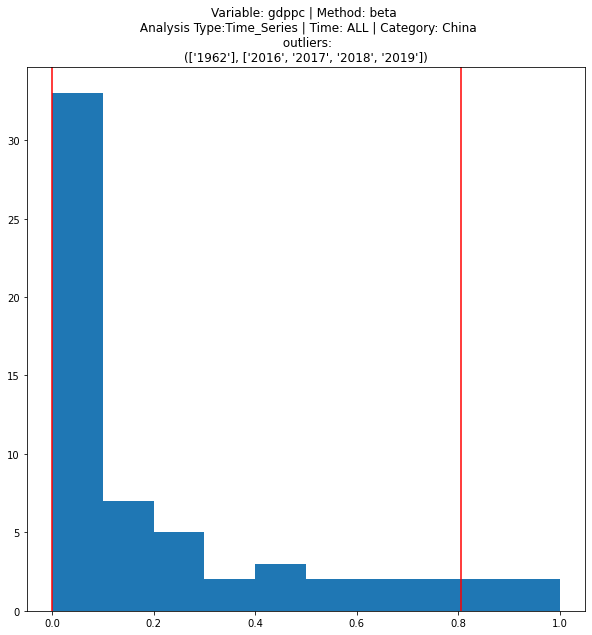 Variable: gdppc | Method: beta
Analysis Type:Time_Series | Time: ALL | Category: China
outliers:
(['1962'], ['2016', '2017', '2018', '2019'])
30
25
20
15
10
5
0
0.0 0.2 0.4 0.6 0.8 1.0